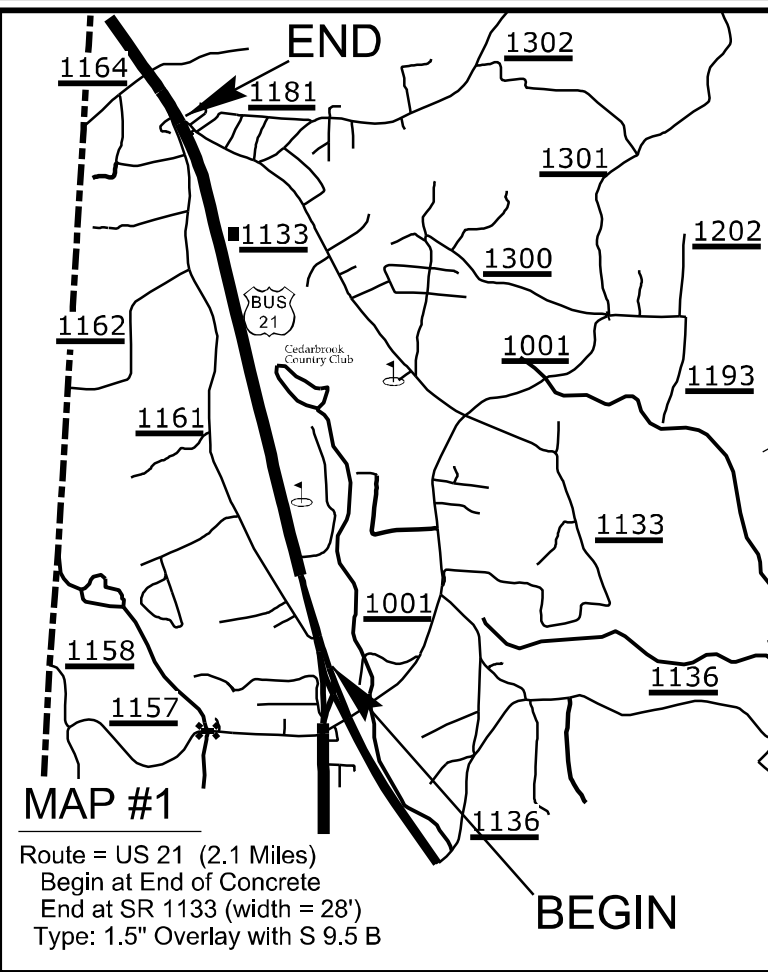 END
1302
1164
1181
1301
1133
1202
1300
BUS
21
1162
Cedarbrook
Country Club
1001
1193
1161
1133
1001
1158
1136
1157
MAP #1
1136
Route = US 21 (2.1 Miles)
Begin at End of Concrete
End at SR 1133 (width = 28')
Type: 1.5" Overlay with S 9.5 B
BEGIN